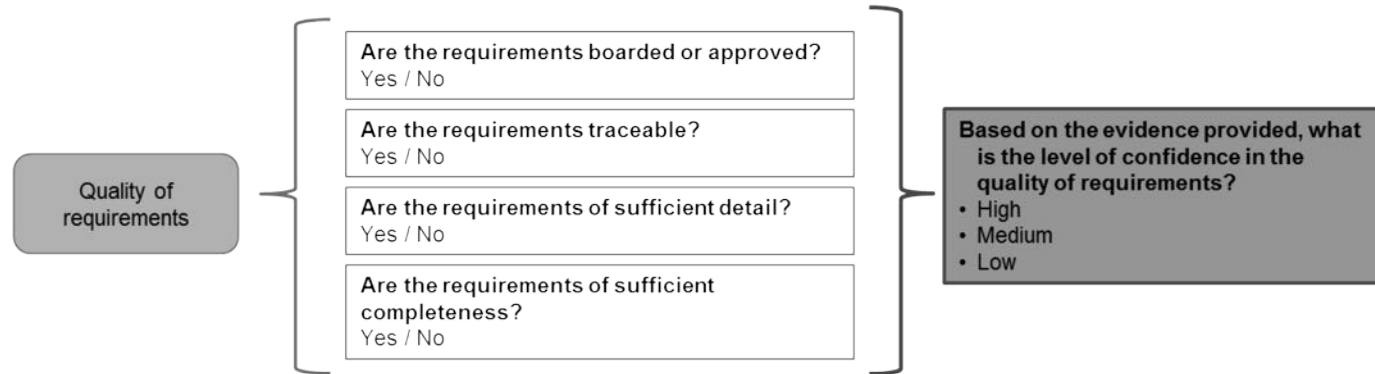 Quality of
requirements
Are the requirements boarded or approved?
Yes / No
Are the requirements traceable?
Yes / No
Are the requirements of sufficient detail?
Yes / No
Are the requirements of sufficient
completeness?
Yes / No
Based on the evidence provided, what
is the level of confidence in the
quality of requirements?
• High
• Medium
• Low